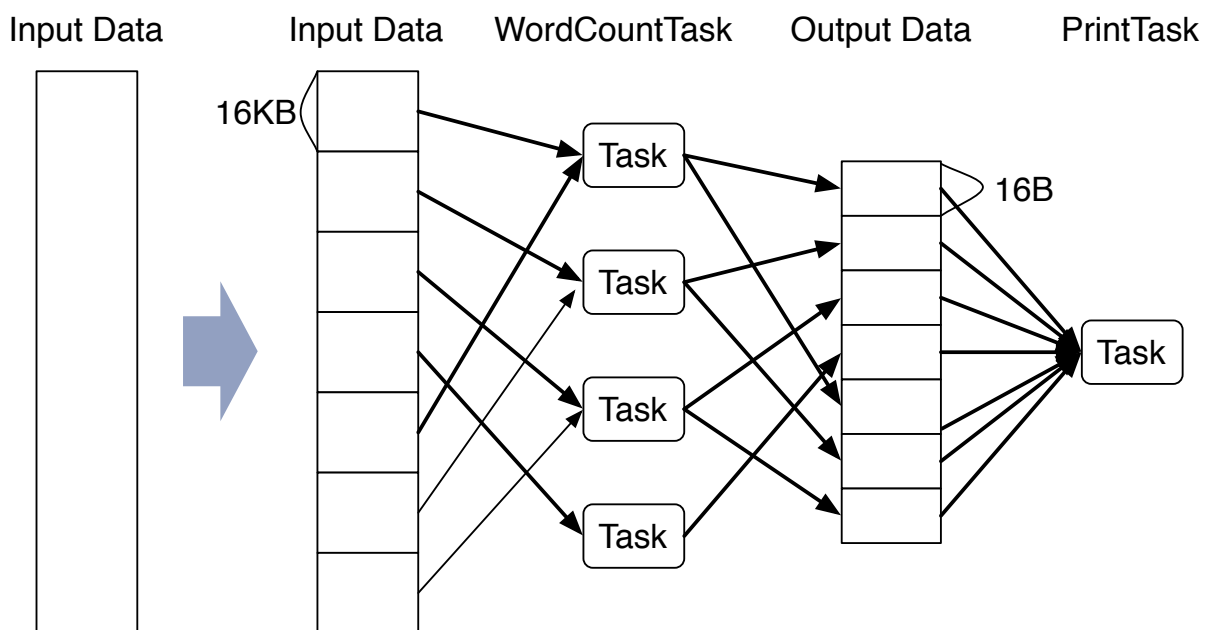 Input Data
Input Data
WordCountTask
Output Data
PrintTask
16KB
Task
16B
Task
Task
Task
Task